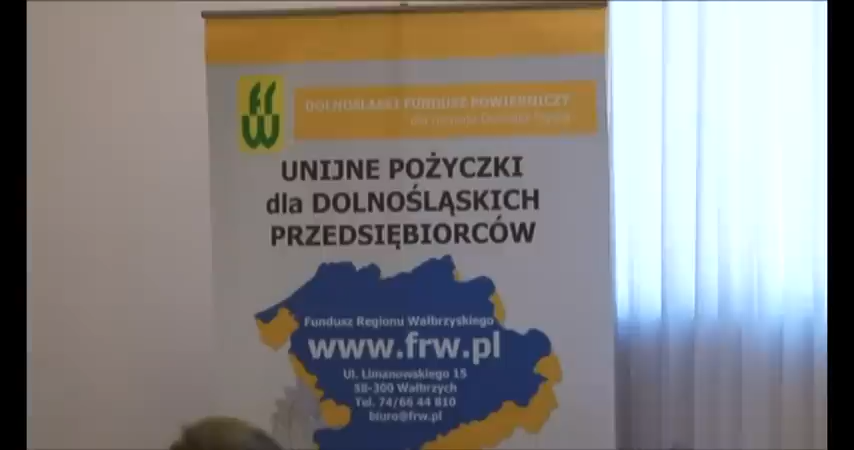 FRW
DOLNOŚLĄSKI FUNDUSZ POWIERNICZY
UNIJNE POŻYCZKI
dla DOLNOŚLĄSKICH
PRZEDSIĘBIORCÓW
Fundusz Regionu Wałbrzyskiego
www.frw.pl
Ul. Limanowskiego 15
58-300 Wałbrzych
Tel. 74/66 44 810
biuro@frw.pl